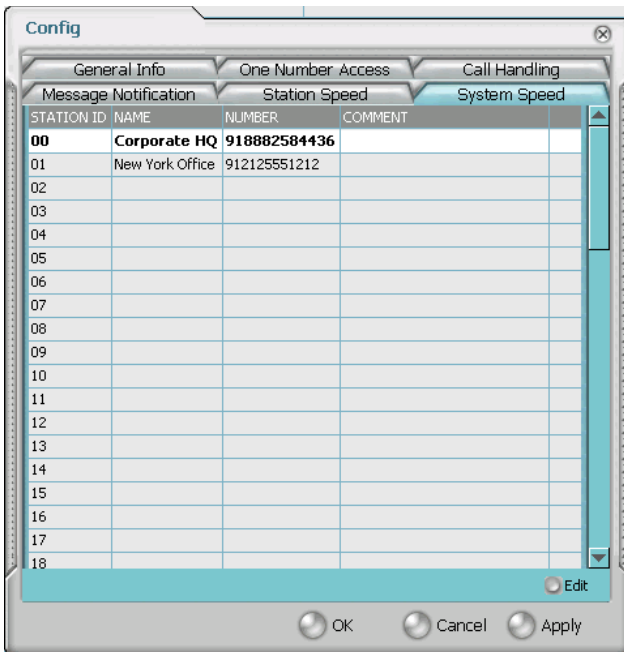 Config
General Info One Number Access Call Handling
Message Notification Station Speed System Speed
STATION ID NAME NUMBER COMMENT
00 Corporate HQ 918882584436
01 New York Office 912125551212
02
03
04
05
06
07
08
09
10
11
12
13
14
15
16
17
18
Edit
OK Cancel Apply